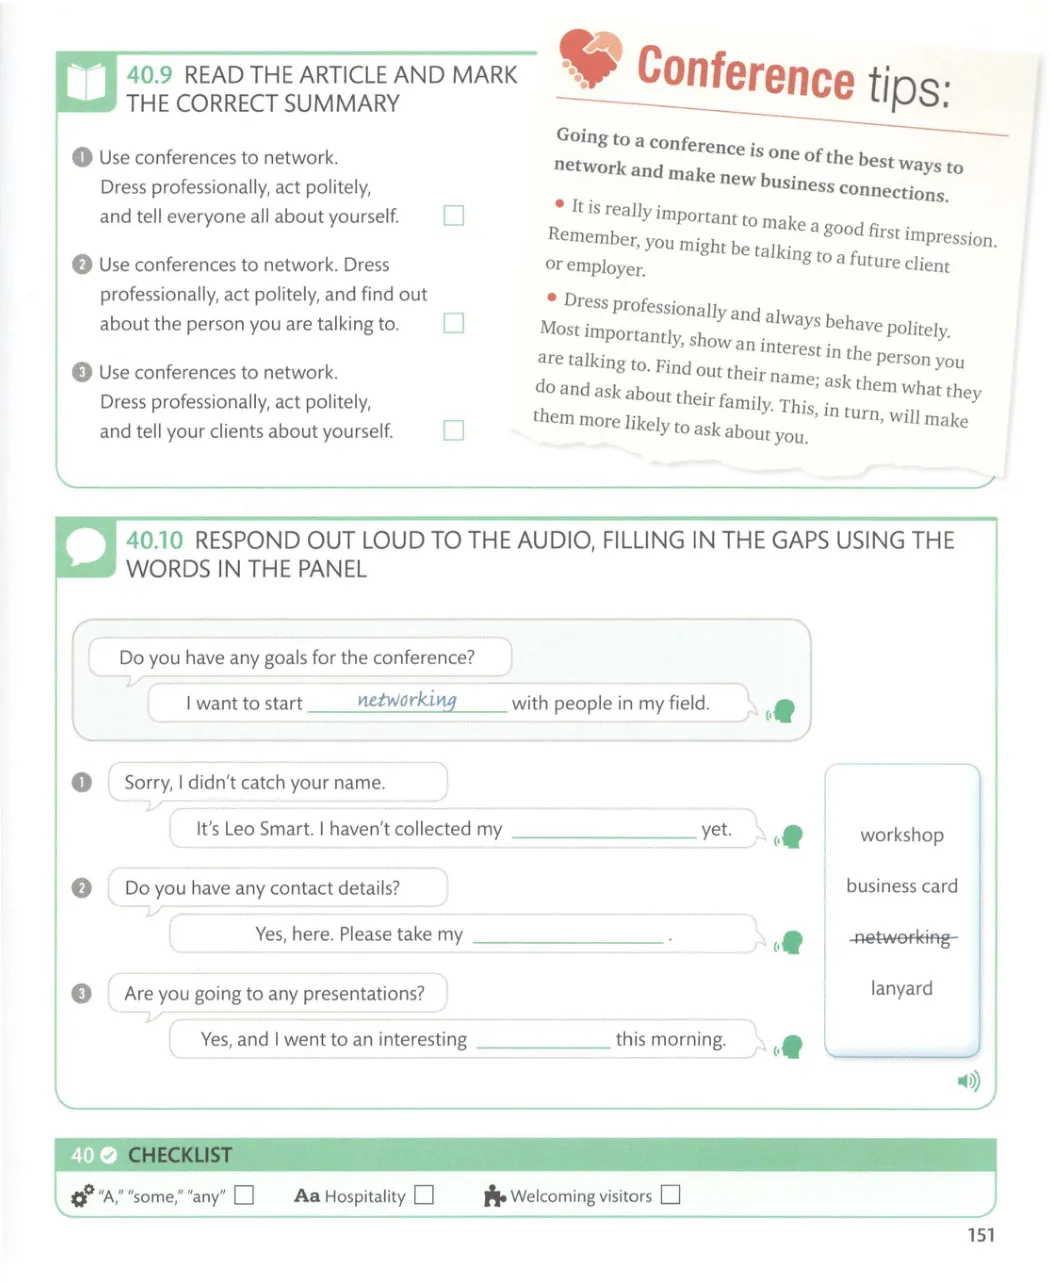 40.9 READ THE ARTICLE AND MARK
THE CORRECT SUMMARY
1 Use conferences to network.
Dress professionally, act politely,
and tell everyone all about yourself.
2 Use conferences to network. Dress
professionally, act politely, and find out
about the person you are talking to.
3 Use conferences to network.
Dress professionally, act politely,
and tell your clients about yourself.
Conference tips:
Going to a conference is one of the best ways to
network and make new business connections.
• It is really important to make a good first impression.
Remember, you might be talking to a future client
or employer.
• Dress professionally and always behave politely.
Most importantly, show an interest in the person you
are talking to. Find out their name; ask them what they
do and ask about their family. This, in turn, will make
them more likely to ask about you.
40.10 RESPOND OUT LOUD TO THE AUDIO, FILLING IN THE GAPS USING THE
WORDS IN THE PANEL
Do you have any goals for the conference?
I want to start networking with people in my field.
1 Sorry, I didn't catch your name.
It's Leo Smart. I haven't collected my ____ yet.
2 Do you have any contact details?
Yes, here. Please take my ____ .
3 Are you going to any presentations?
Yes, and I went to an interesting ____ this morning.
workshop
business card
networking
lanyard
40 CHECKLIST
"A," "some," "any" Aa Hospitality Welcoming visitors
151